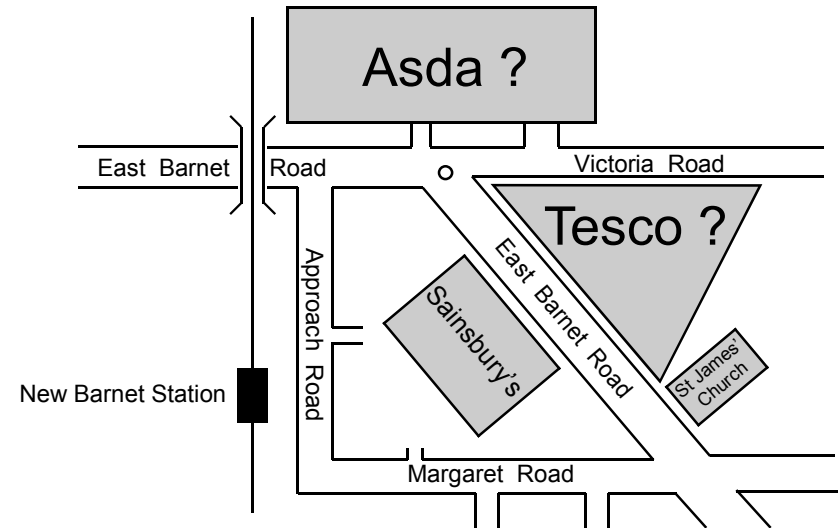 Asda ?
East Barnet Road
Victoria Road
Tesco ?
East Barnet Road
Approach Road
Sainsbury's
St James'
Church
New Barnet Station
Margaret Road